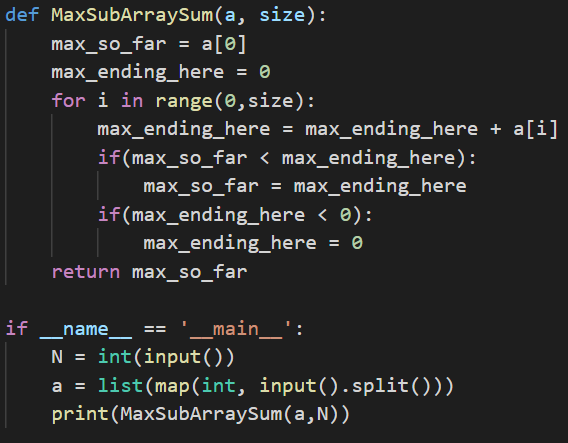 def MaxSubArraySum(a, size):
    max_so_far = a[0]
    max_ending_here = 0
    for i in range(0,size):
        max_ending_here = max_ending_here + a[i]
        if(max_so_far < max_ending_here):
            max_so_far = max_ending_here
        if(max_ending_here < 0):
            max_ending_here = 0
    return max_so_far

if __name__ == '__main__':
    N = int(input())
    a = list(map(int, input().split()))
    print(MaxSubArraySum(a,N))